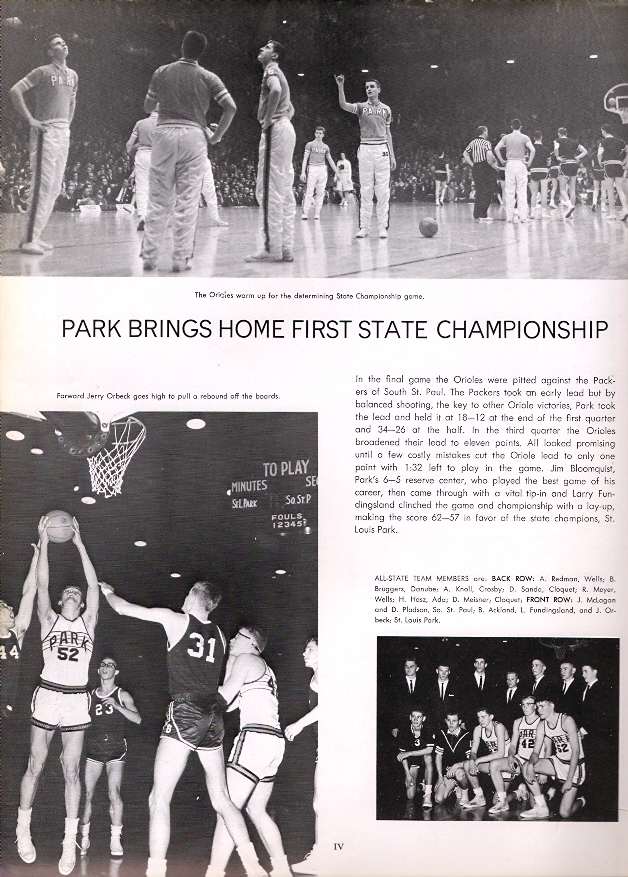 PARK
PARK
The Orioles warm up for the determining State Championship game.
PARK BRINGS HOME FIRST STATE CHAMPIONSHIP
Forward Jerry Orbeck goes high to pull a rebound off the boards.
In the final game the Orioles were pitted against the Pack-
ers of South St. Paul. The Packers took an early lead but by
balanced shooting, the key to other Oriole victories, Park took
the lead and held it at 18—12 at the end of the first quarter
and 34—26 at the half. In the third quarter the Orioles
broadened their lead to eleven points. All looked promising
until a few costly mistakes cut the Oriole lead to only one
point with 1:32 left to play in the game. Jim Bloomquist,
Park's 6—5 reserve center, who played the best game of his
career, then came through with a vital tip-in and Larry Fun-
dingsland clinched the game and championship with a lay-up,
making the score 62—57 in favor of the state champions, St.
Louis Park.
TO PLAY
MINUTES SEC
St.L.PARK So.St.P
FOULS
12345
44
PARK
52
23
31
ALL-STATE TEAM MEMBERS are: BACK ROW: A. Redman, Wells; B.
Bruggers, Danube; A. Knoll, Crosby; D. Sando, Cloquet; R. Meyer,
Wells; H. Hasz, Ada; D. Meisner, Cloquet; FRONT ROW: J. McLagan
and D. Pladson, So. St. Paul; B. Ackland, L. Fundingsland, and J. Or-
beck; St. Louis Park.
3
42
52
IV